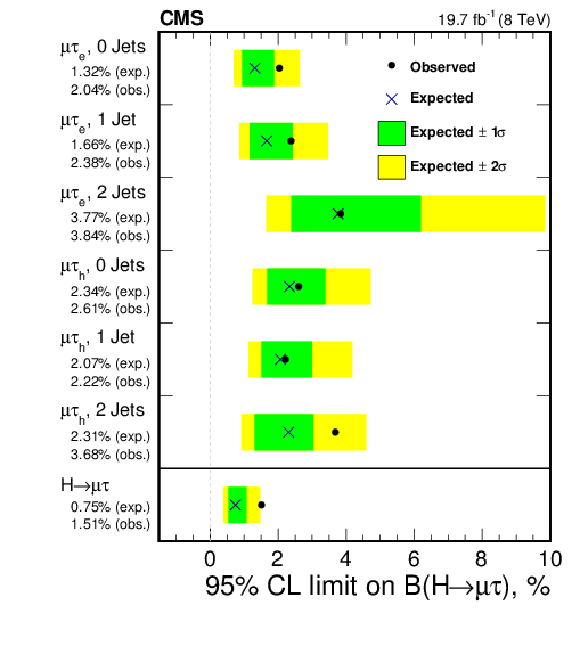 CMS 19.7 fb⁻¹ (8 TeV)
μτₑ, 0 Jets
1.32% (exp.)
2.04% (obs.)
μτₑ, 1 Jet
1.66% (exp.)
2.38% (obs.)
μτₑ, 2 Jets
3.77% (exp.)
3.84% (obs.)
μτₕ, 0 Jets
2.34% (exp.)
2.61% (obs.)
μτₕ, 1 Jet
2.07% (exp.)
2.22% (obs.)
μτₕ, 2 Jets
2.31% (exp.)
3.68% (obs.)
H→μτ
0.75% (exp.)
1.51% (obs.)
Observed
Expected
Expected ± 1σ
Expected ± 2σ
0 2 4 6 8 10
95% CL limit on B(H→μτ), %